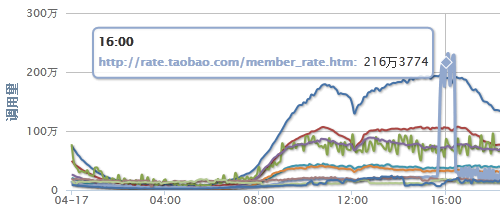 300万
16:00
http://rate.taobao.com/member_rate.htm: 216万3774
200万
调用里
100万
0
04-17 04:00 08:00 12:00 16:00